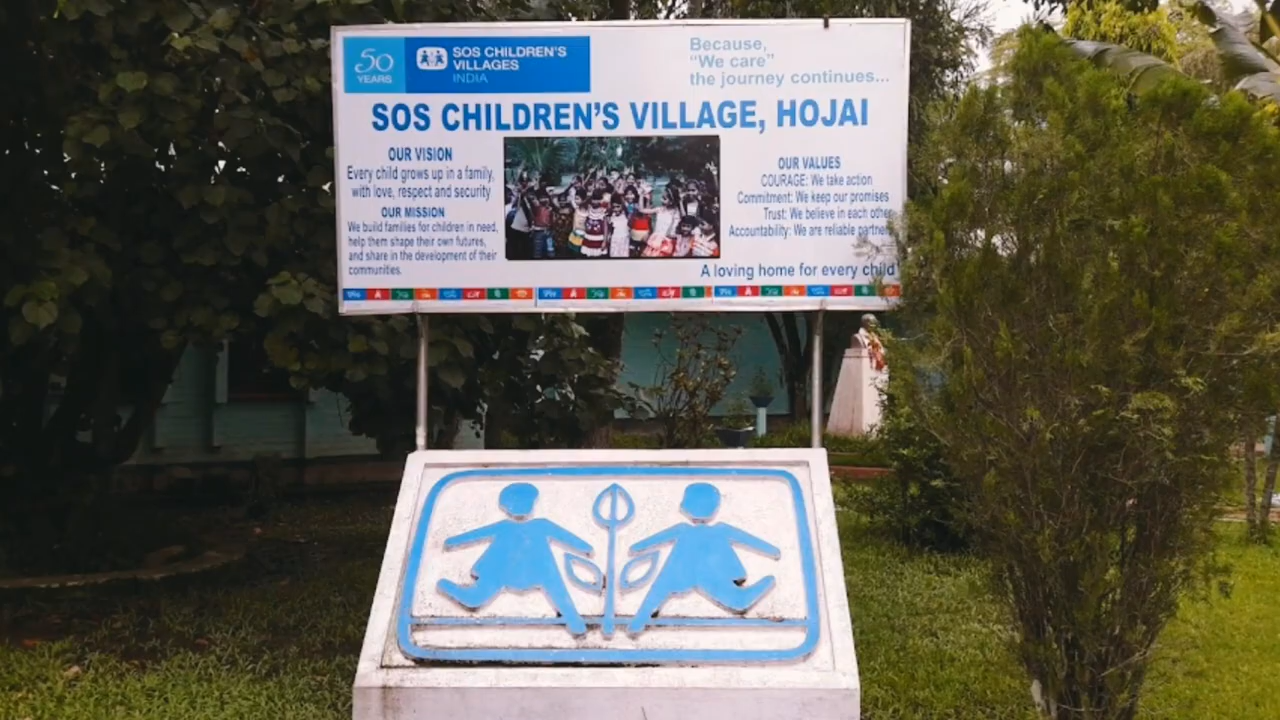 50
YEARS
SOS CHILDREN'S
VILLAGES
INDIA
Because,
"We care"
the journey continues...
SOS CHILDREN'S VILLAGE, HOJAI
OUR VISION
Every child grows up in a family,
with love, respect and security
OUR MISSION
We build families for children in need,
help them shape their own futures,
and share in the development of their
communities.
OUR VALUES
COURAGE: We take action
Commitment: We keep our promises
Trust: We believe in each other
Accountability: We are reliable partners
A loving home for every child